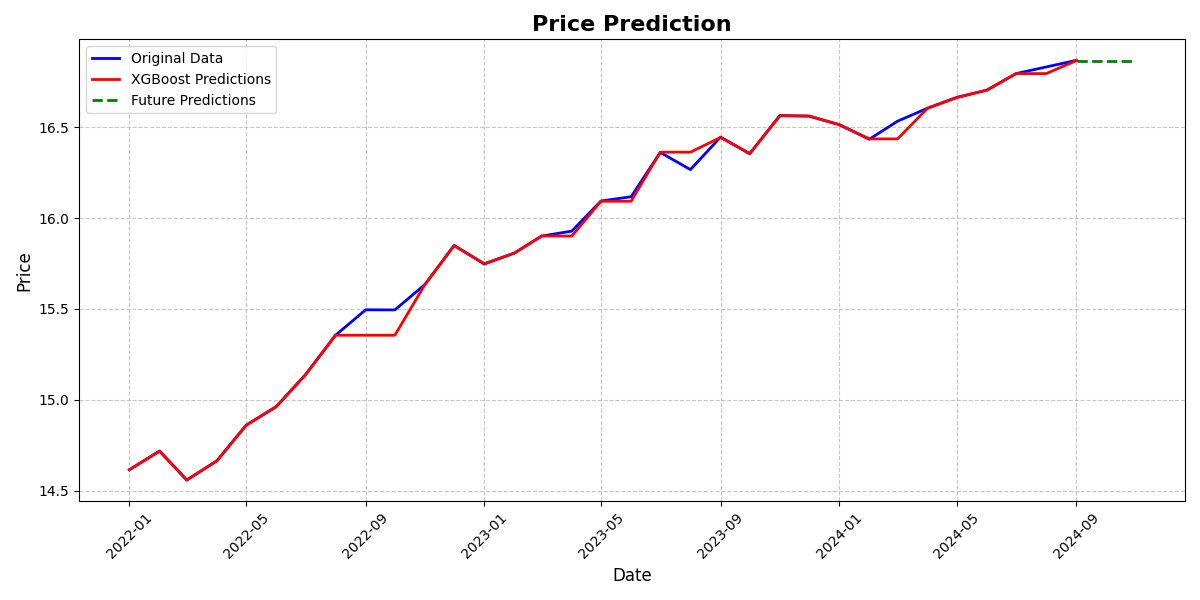 Price Prediction
Original Data
XGBoost Predictions
Future Predictions
Price
16.5
16.0
15.5
15.0
14.5
2022-01
2022-05
2022-09
2023-01
2023-05
2023-09
2024-01
2024-05
2024-09
Date